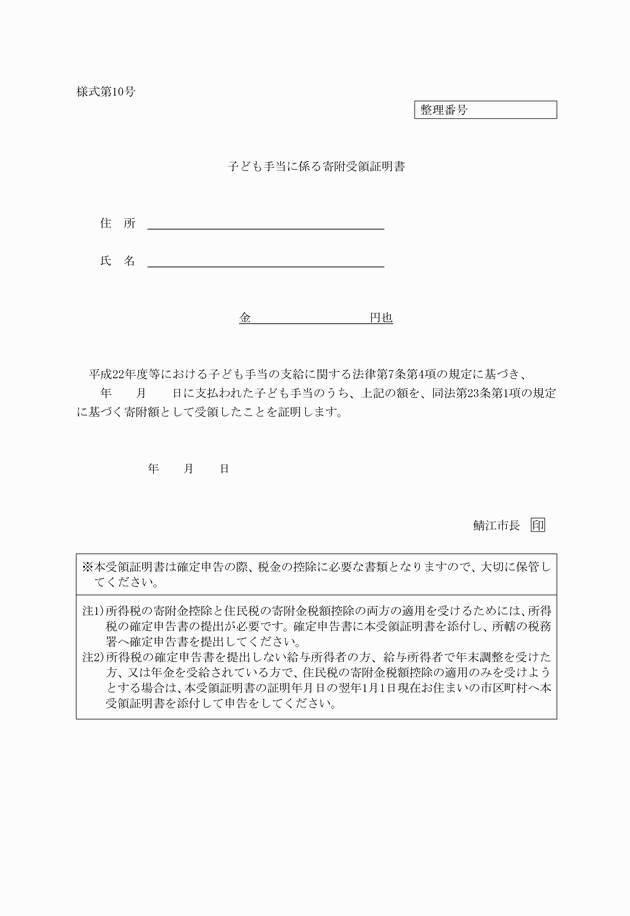 様式第10号
整理番号
子ども手当に係る寄附受領証明書
住　所
氏　名
金　　　　　　　　　　円也
平成22年度等における子ども手当の支給に関する法律第7条第4項の規定に基づき、
年　　月　　日に支払われた子ども手当のうち、上記の額を、同法第23条第1項の規定
に基づく寄附額として受領したことを証明します。
年　　月　　日
鯖江市長　印
※本受領証明書は確定申告の際、税金の控除に必要な書類となりますので、大切に保管し
てください。
注1)所得税の寄附金控除と住民税の寄附金税額控除の両方の適用を受けるためには、所得
税の確定申告書の提出が必要です。確定申告書に本受領証明書を添付し、所轄の税務
署へ確定申告書を提出してください。
注2)所得税の確定申告書を提出しない給与所得者の方、給与所得者で年末調整を受けた
方、又は年金を受給されている方で、住民税の寄附金税額控除の適用のみを受けよう
とする場合は、本受領証明書の証明年月日の翌年1月1日現在お住まいの市区町村へ本
受領証明書を添付して申告をしてください。